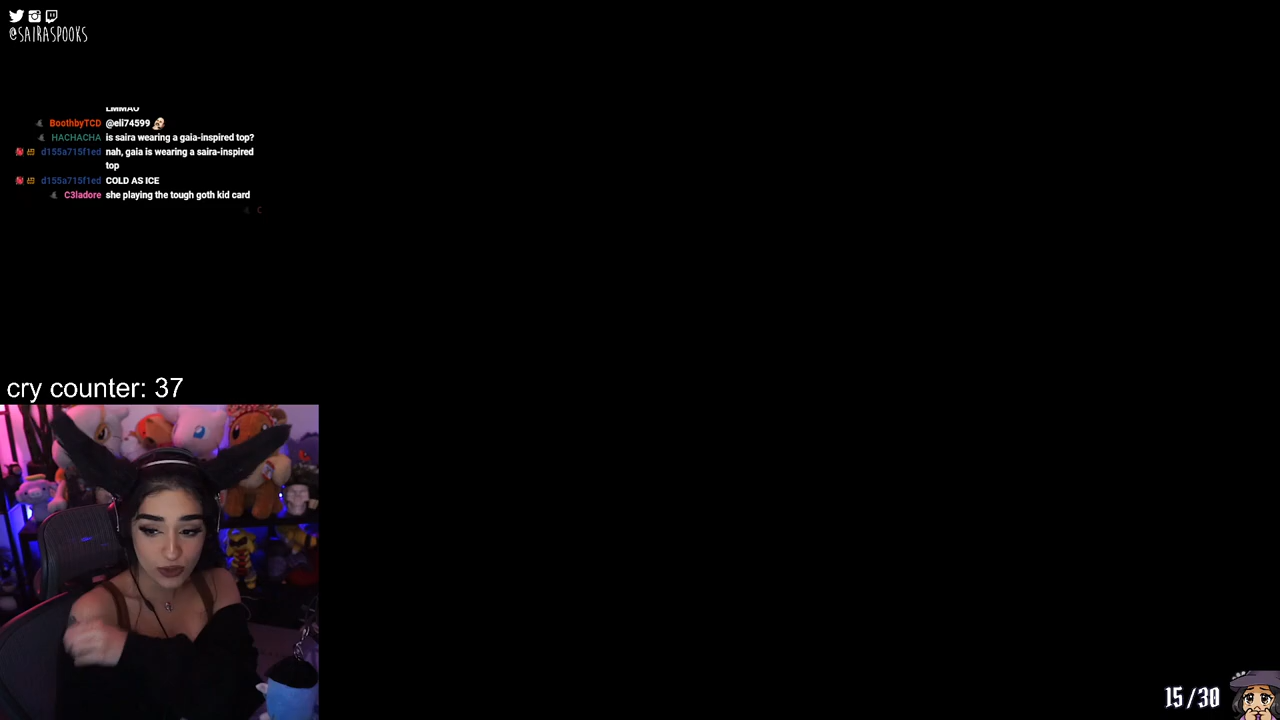 @SAIRASPOOKS
LMMAO
BoothbyTCD @eli74599
HACHACHA is saira wearing a gaia-inspired top?
d155a715f1ed nah, gaia is wearing a saira-inspired
top
d155a715f1ed COLD AS ICE
C3ladore she playing the tough goth kid card
C
cry counter: 37
15/30